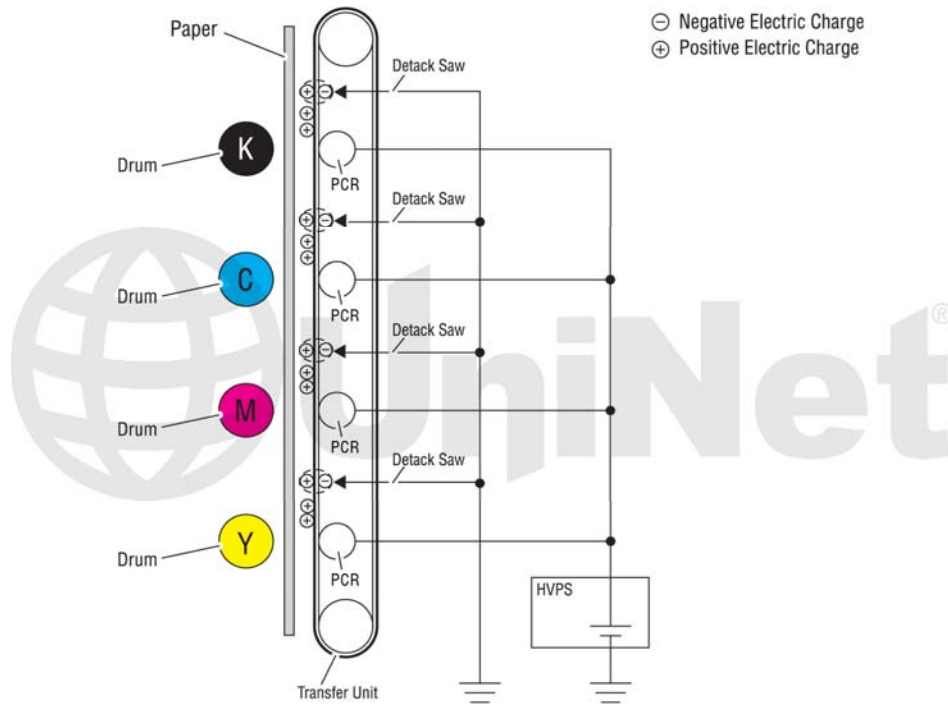 Paper
⊖ Negative Electric Charge
⊕ Positive Electric Charge
Detack Saw
K
Drum
PCR
Detack Saw
C
Drum
PCR
Detack Saw
M
Drum
PCR
Detack Saw
Y
Drum
PCR
HVPS
Transfer Unit
UniNet®